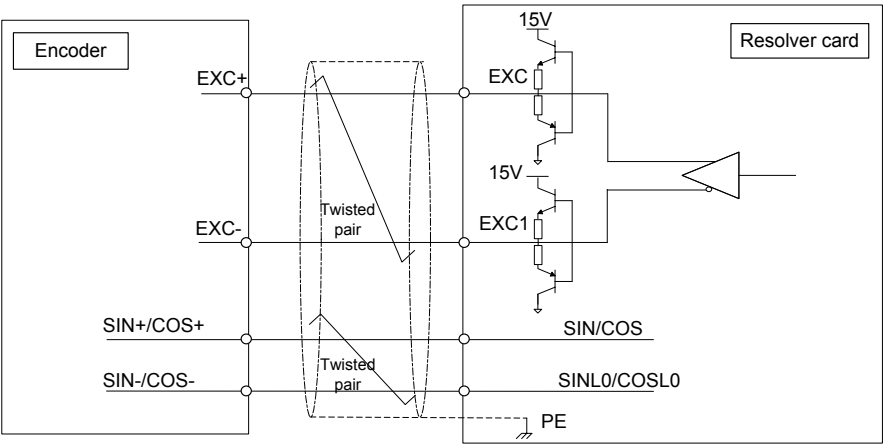 15V
Encoder
Resolver card
EXC+
EXC
15V
Twisted
pair
EXC-
EXC1
SIN+/COS+
SIN/COS
Twisted
pair
SIN-/COS-
SINL0/COSL0
PE